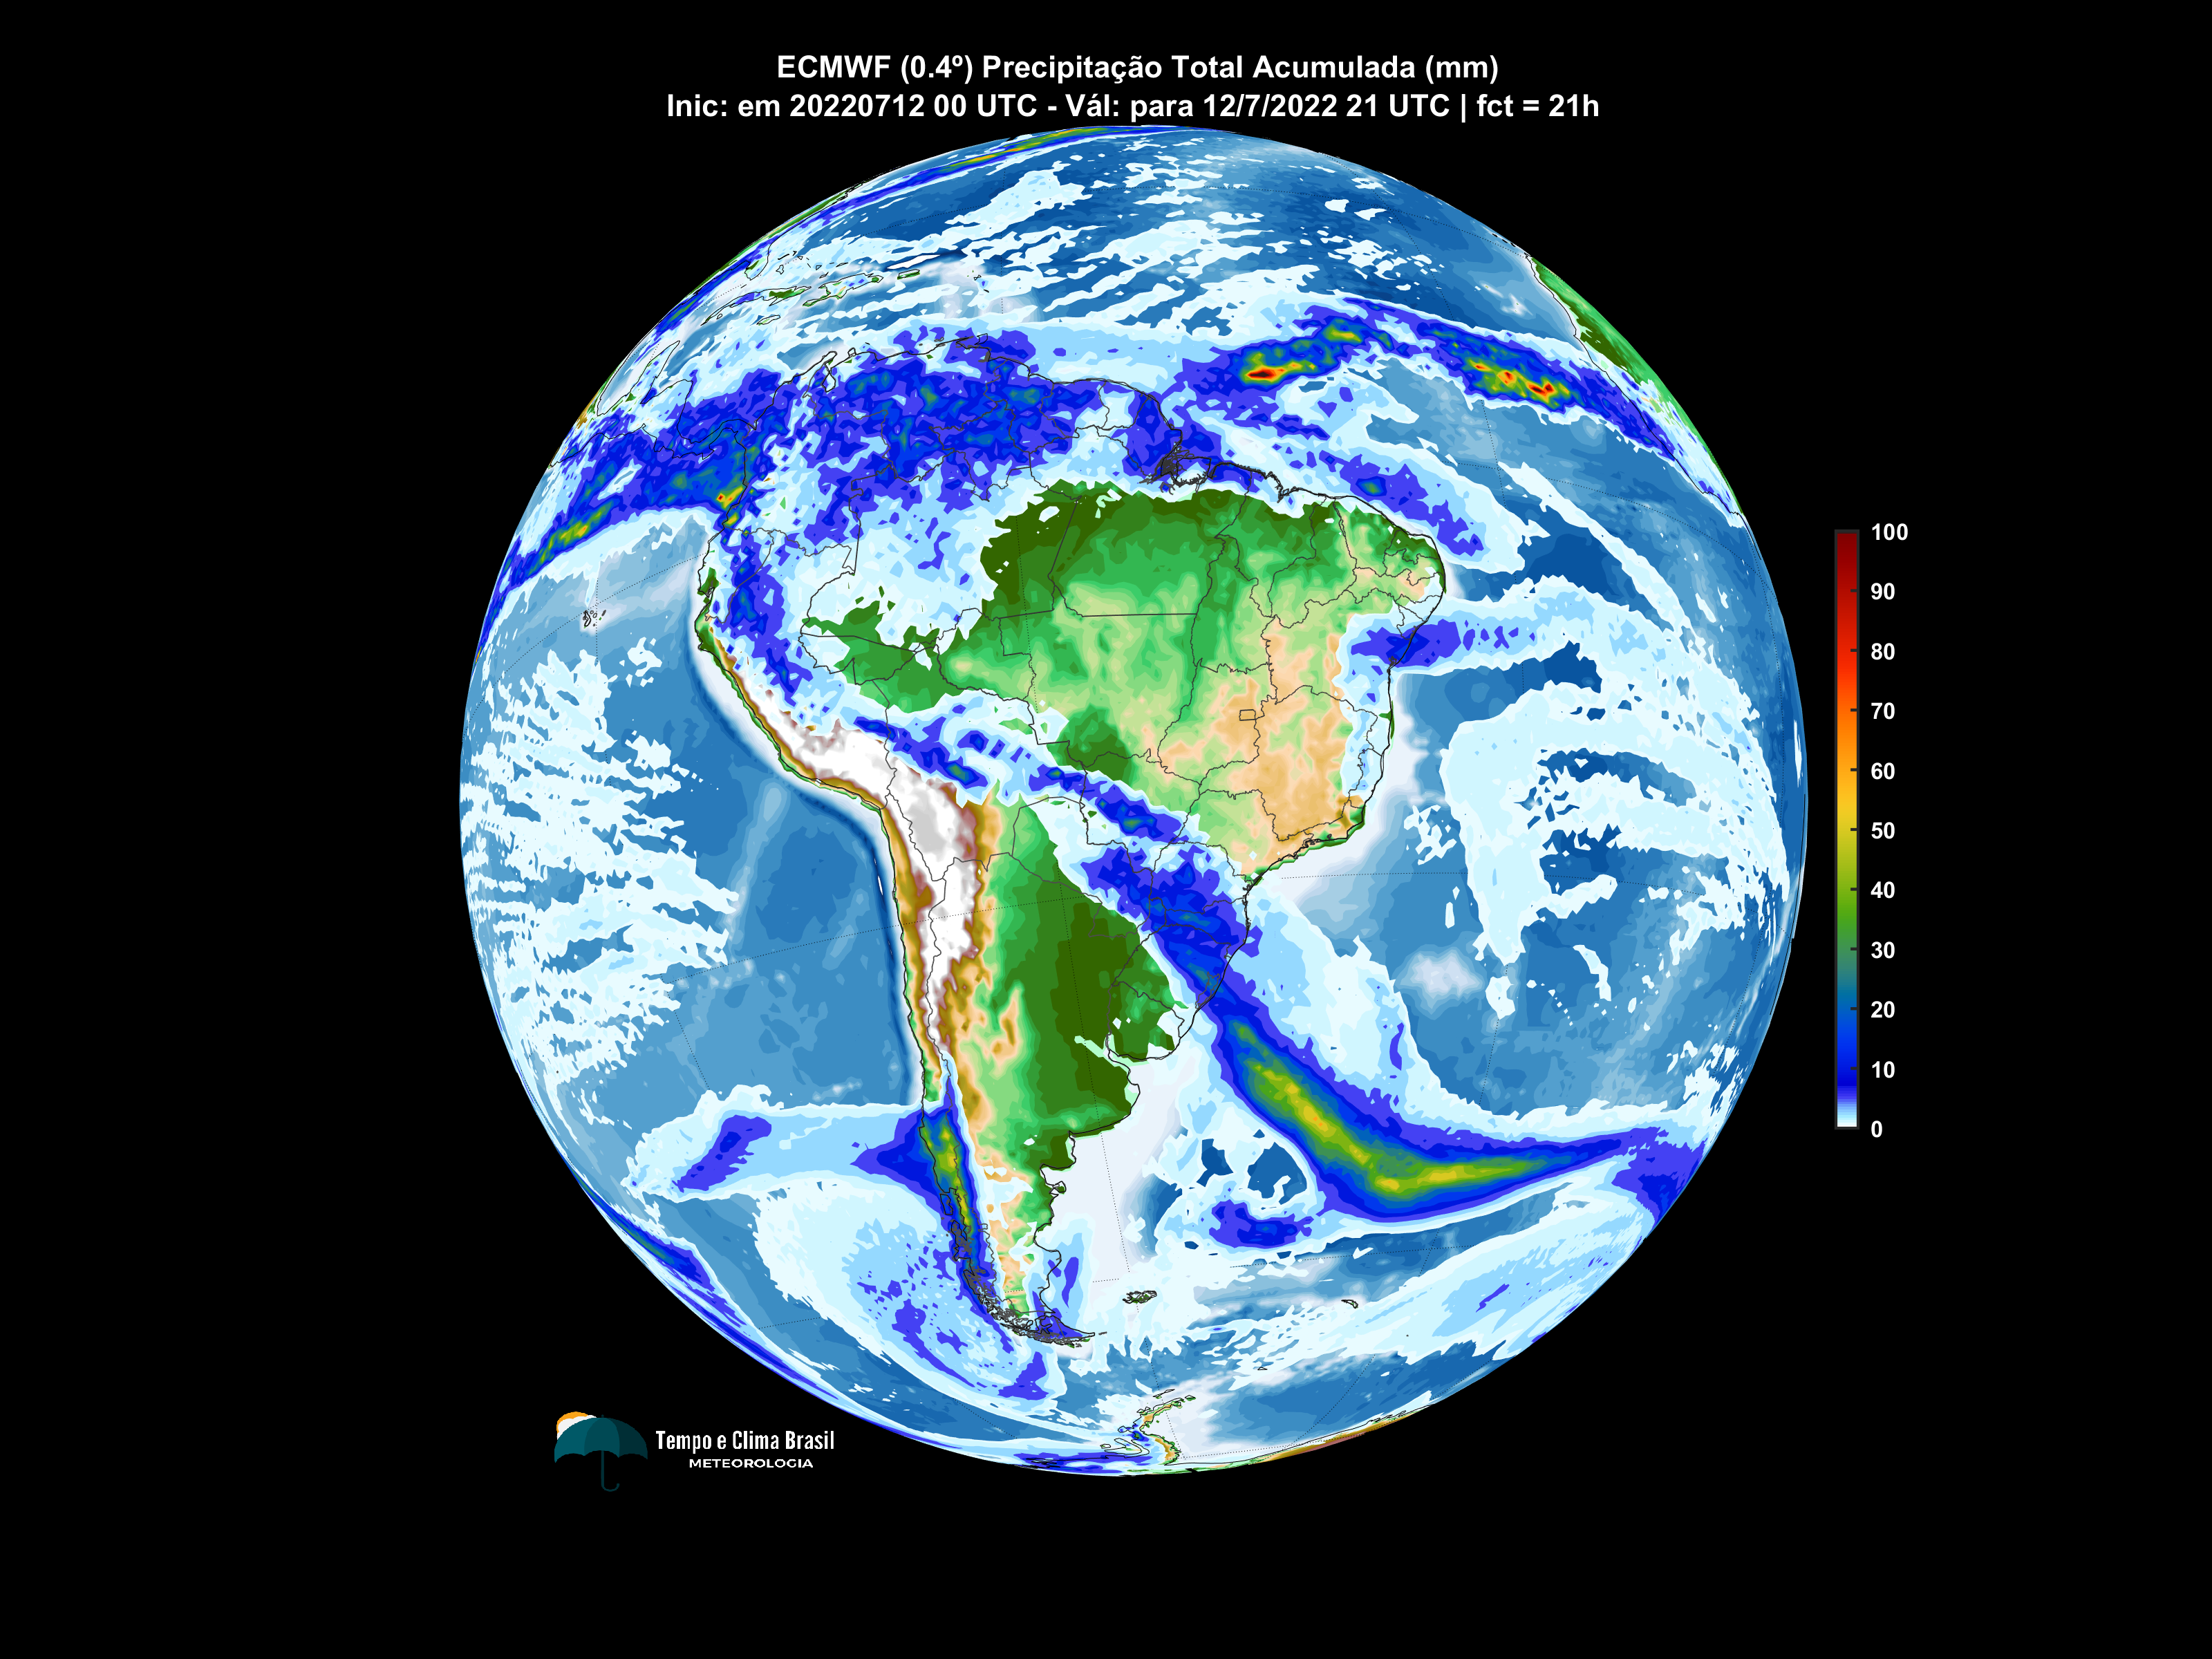 ECMWF (0.4º) Precipitação Total Acumulada (mm)
Inic: em 20220712 00 UTC - Vál: para 12/7/2022 21 UTC | fct = 21h
100
90
80
70
60
50
40
30
20
10
0
Tempo e Clima Brasil
METEOROLOGIA